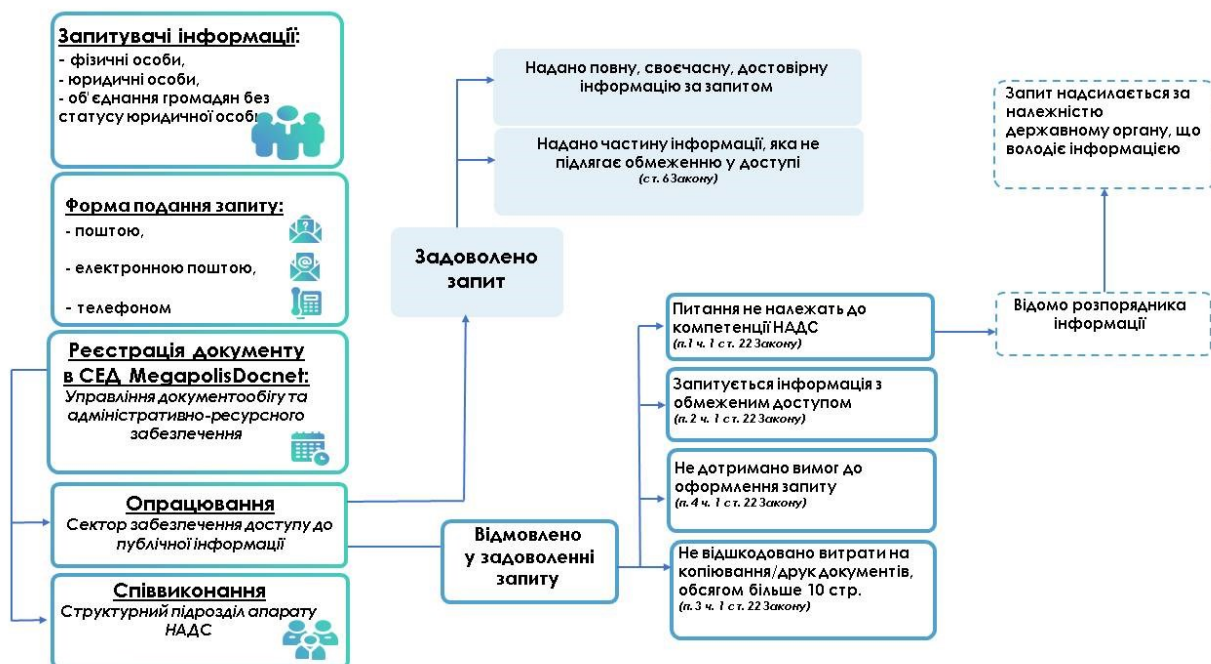 Запитувачі інформації:
- фізичні особи,
- юридичні особи,
- об'єднання громадян без
статусу юридичної особи
Форма подання запиту:
- поштою,
- електронною поштою,
- телефоном
Реєстрація документу
в СЕД MegapolisDocnet:
Управління документообігу та
адміністративно-ресурсного
забезпечення
Опрацювання
Сектор забезпечення доступу до
публічної інформації
Співвиконання
Структурний підрозділ апарату
НАДС
Задоволено
запит
Надано повну, своєчасну, достовірну
інформацію за запитом
Надано частину інформації, яка не
підлягає обмеженню у доступі
(ст. 6 Закону)
Відмовлено
у задоволенні
запиту
Питання не належать до
компетенції НАДС
(п.1 ч. 1 ст. 22 Закону)
Запитується інформація з
обмеженим доступом
(п. 2 ч. 1 ст. 22 Закону)
Не дотримано вимог до
оформлення запиту
(п. 4 ч. 1 ст. 22 Закону)
Не відшкодовано витрати на
копіювання/друк документів,
обсягом більше 10 стр.
(п. 3 ч. 1 ст. 22 Закону)
Запит надсилається за
належністю
державному органу, що
володіє інформацією
Відомо розпорядника
інформації